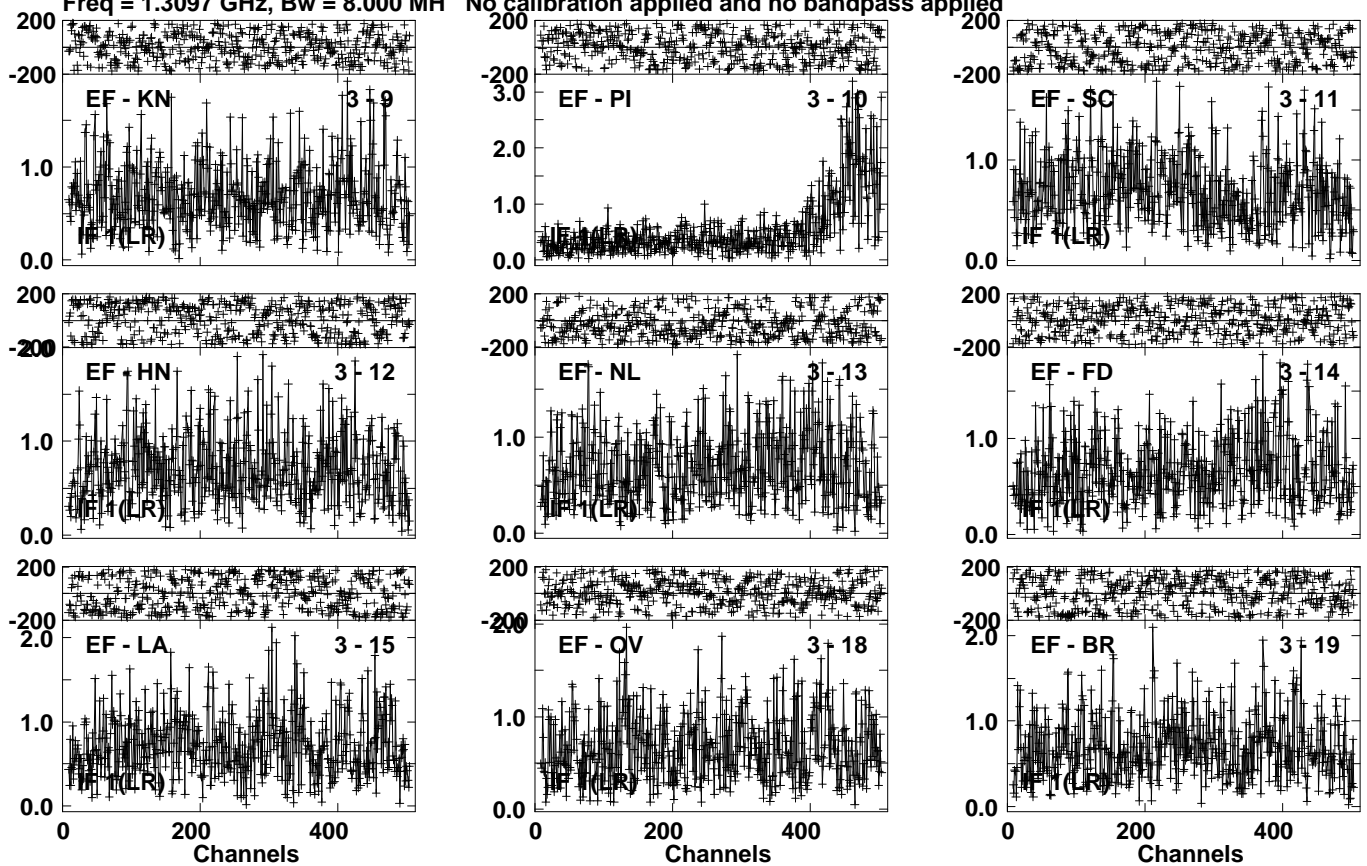 Freq = 1.3097 GHz, Bw = 8.000 MH No calibration applied and no bandpass applied
200
-200
EF - KN 3 - 9
1.0
IF 1(LR)
0.0
200
-200
3.0
EF - PI 3 - 10
2.0
1.0
IF 1(LR)
0.0
200
-200
EF - SC 3 - 11
1.0
IF 1(LR)
0.0
200
-200
2.0
EF - HN 3 - 12
1.0
IF 1(LR)
0.0
200
-200
EF - NL 3 - 13
1.0
IF 1(LR)
0.0
200
-200
EF - FD 3 - 14
1.0
IF 1(LR)
0.0
200
-200
2.0
EF - LA 3 - 15
1.0
IF 1(LR)
0.0
0 200 400
Channels
200
-200
2.0
EF - OV 3 - 18
1.0
IF 1(LR)
0.0
0 200 400
Channels
200
-200
2.0
EF - BR 3 - 19
1.0
IF 1(LR)
0.0
0 200 400
Channels